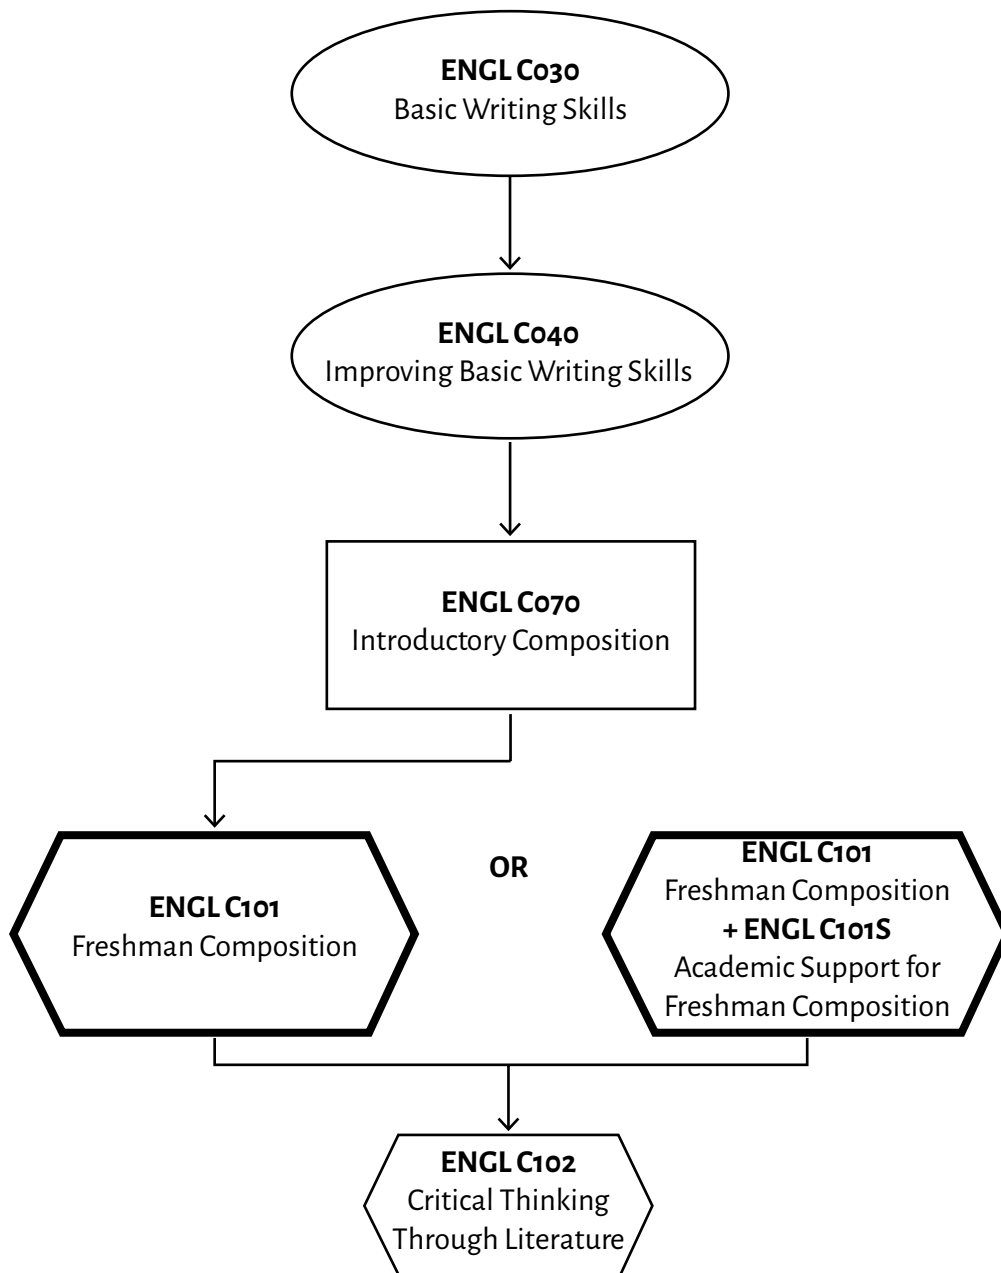 ENGL C030
Basic Writing Skills
ENGL C040
Improving Basic Writing Skills
ENGL C070
Introductory Composition
ENGL C101
Freshman Composition
OR
ENGL C101
Freshman Composition
+ ENGL C101S
Academic Support for
Freshman Composition
ENGL C102
Critical Thinking
Through Literature